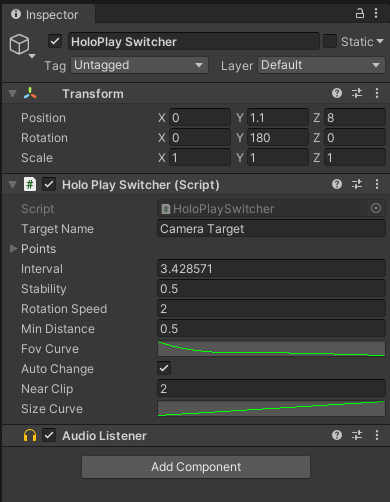 Inspector
HoloPlay Switcher Static
Tag Untagged Layer Default
Transform
Position X 0 Y 1.1 Z 8
Rotation X 0 Y 180 Z 0
Scale X 1 Y 1 Z 1
# Holo Play Switcher (Script)
Script # HoloPlaySwitcher
Target Name Camera Target
Points
Interval 3.428571
Stability 0.5
Rotation Speed 2
Min Distance 0.5
Fov Curve
Auto Change
Near Clip 2
Size Curve
Audio Listener
Add Component